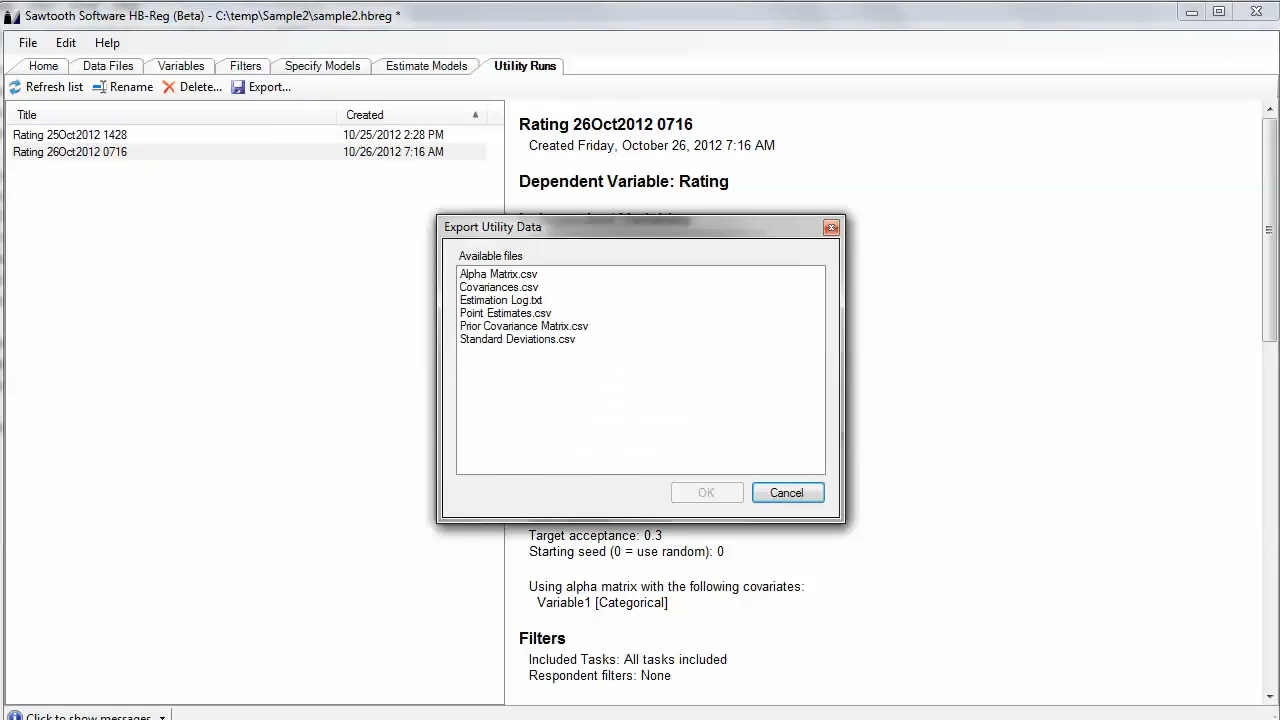 Sawtooth Software HB-Reg (Beta) - C:\temp\Sample2\sample2.hbreg *
File Edit Help
Home Data Files Variables Filters Specify Models Estimate Models Utility Runs
Refresh list Rename Delete... Export...
Title Created
Rating 25Oct2012 1428 10/25/2012 2:28 PM
Rating 26Oct2012 0716 10/26/2012 7:16 AM
Rating 26Oct2012 0716
Created Friday, October 26, 2012 7:16 AM
Dependent Variable: Rating
Export Utility Data
Available files
Alpha Matrix.csv
Covariances.csv
Estimation Log.txt
Point Estimates.csv
Prior Covariance Matrix.csv
Standard Deviations.csv
OK Cancel
Target acceptance: 0.3
Starting seed (0 = use random): 0
Using alpha matrix with the following covariates:
Variable1 [Categorical]
Filters
Included Tasks: All tasks included
Respondent filters: None
Click to show messages